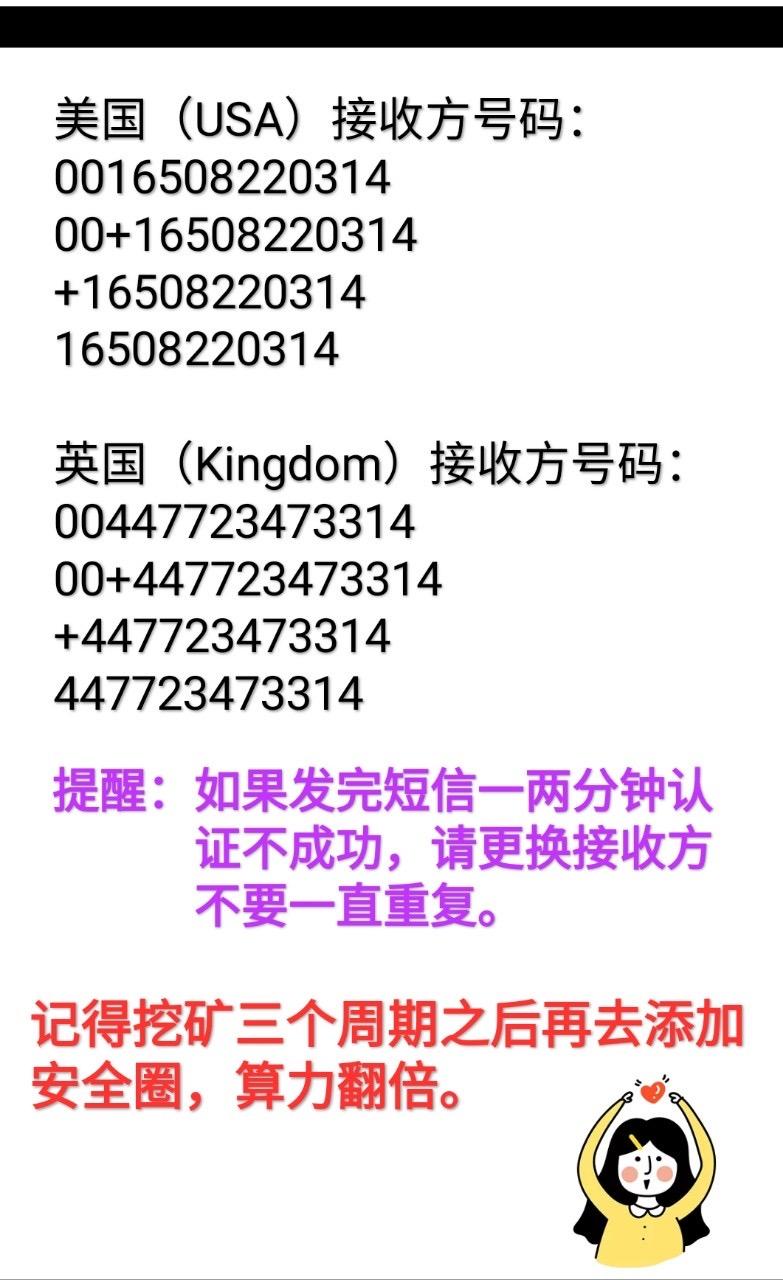 美国（USA）接收方号码：
0016508220314
00+16508220314
+16508220314
16508220314
英国（Kingdom）接收方号码：
00447723473314
00+447723473314
+447723473314
447723473314
提醒：如果发完短信一两分钟认
证不成功，请更换接收方
不要一直重复。
记得挖矿三个周期之后再去添加
安全圈，算力翻倍。